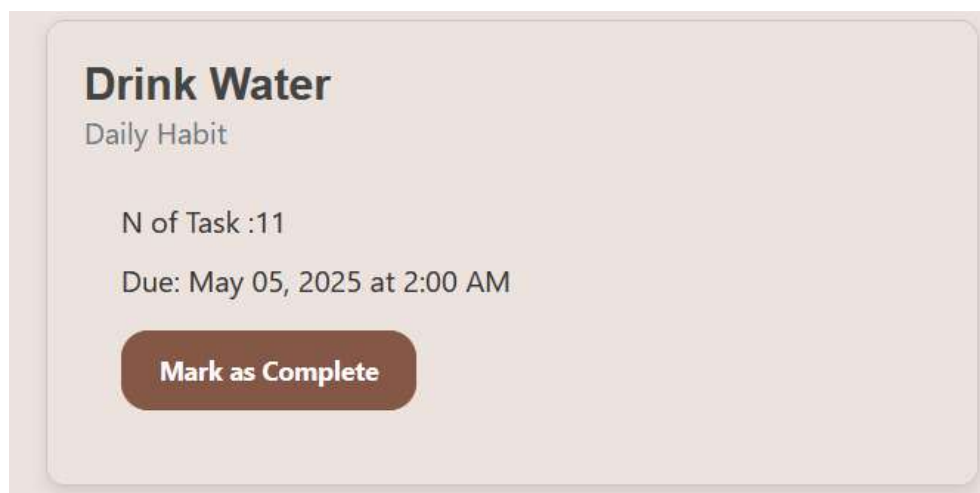 Drink Water
Daily Habit
N of Task :11
Due: May 05, 2025 at 2:00 AM
Mark as Complete